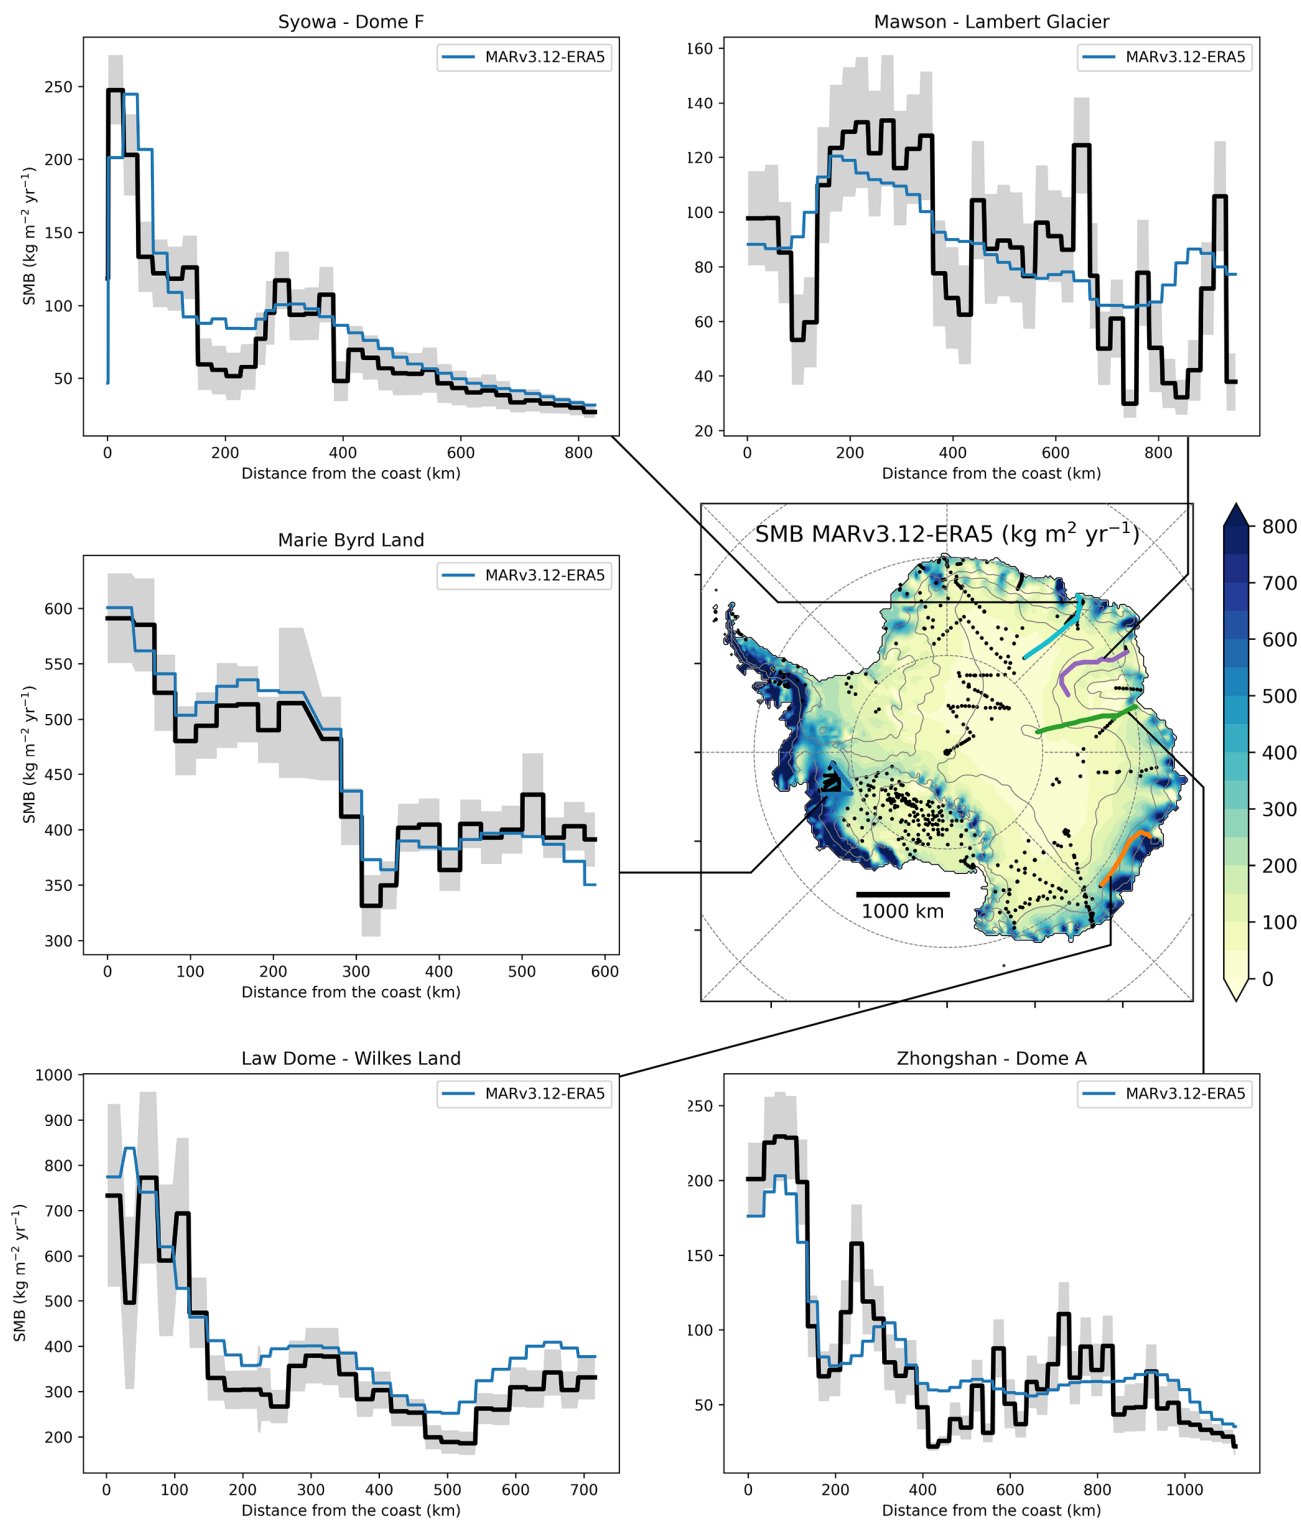 Syowa - Dome F
MARv3.12-ERA5
SMB (kg m⁻² yr⁻¹)
250
200
150
100
50
0 200 400 600 800
Distance from the coast (km)
Mawson - Lambert Glacier
MARv3.12-ERA5
160
140
120
100
80
60
40
20
0 200 400 600 800
Distance from the coast (km)
Marie Byrd Land
MARv3.12-ERA5
SMB (kg m⁻² yr⁻¹)
600
550
500
450
400
350
300
0 100 200 300 400 500 600
Distance from the coast (km)
SMB MARv3.12-ERA5 (kg m² yr⁻¹)
1000 km
800
700
600
500
400
300
200
100
0
Law Dome - Wilkes Land
MARv3.12-ERA5
SMB (kg m⁻² yr⁻¹)
1000
900
800
700
600
500
400
300
200
0 100 200 300 400 500 600 700
Distance from the coast (km)
Zhongshan - Dome A
MARv3.12-ERA5
250
200
150
100
50
0 200 400 600 800 1000
Distance from the coast (km)